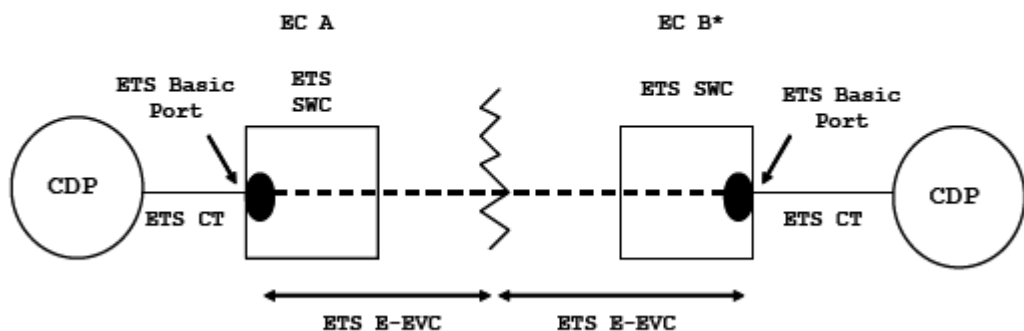 EC A
EC B*
ETS
SWC
ETS SWC
ETS Basic
Port
ETS Basic
Port
CDP
CDP
ETS CT
ETS CT
ETS E-EVC
ETS E-EVC